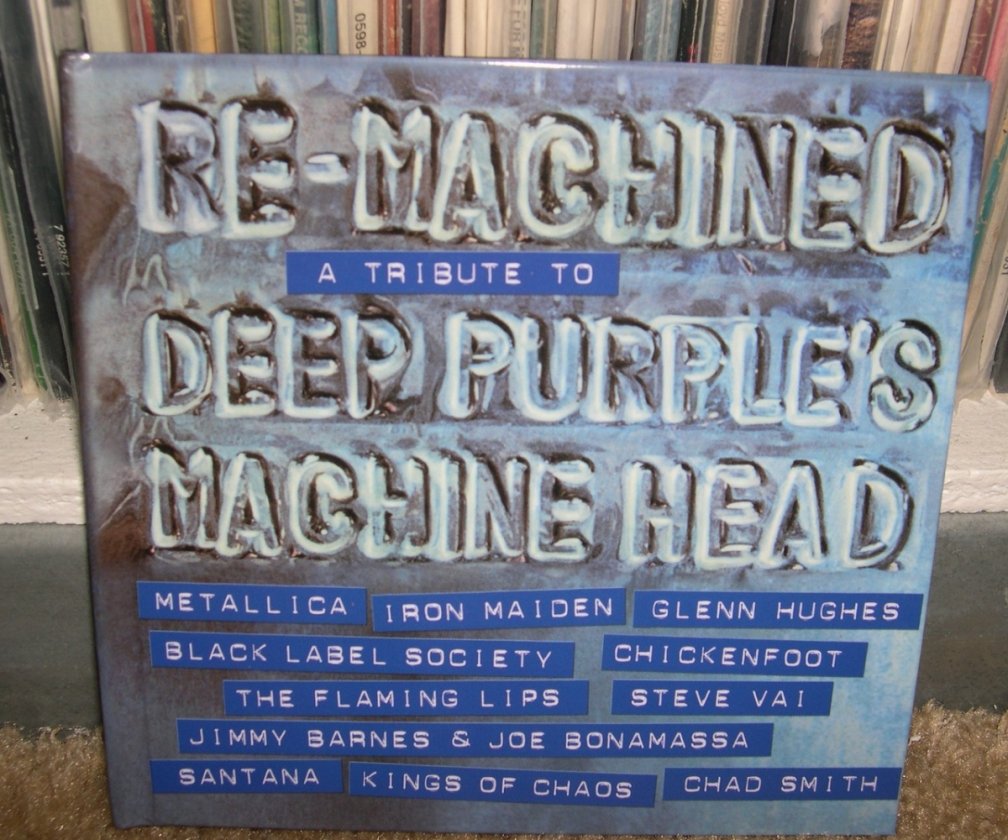 0598-
RE-MACHINED
A TRIBUTE TO
DEEP PURPLE'S
MACHINE HEAD
METALLICA IRON MAIDEN GLENN HUGHES
BLACK LABEL SOCIETY CHICKENFOOT
THE FLAMING LIPS STEVE VAI
JIMMY BARNES & JOE BONAMASSA
SANTANA KINGS OF CHAOS CHAD SMITH